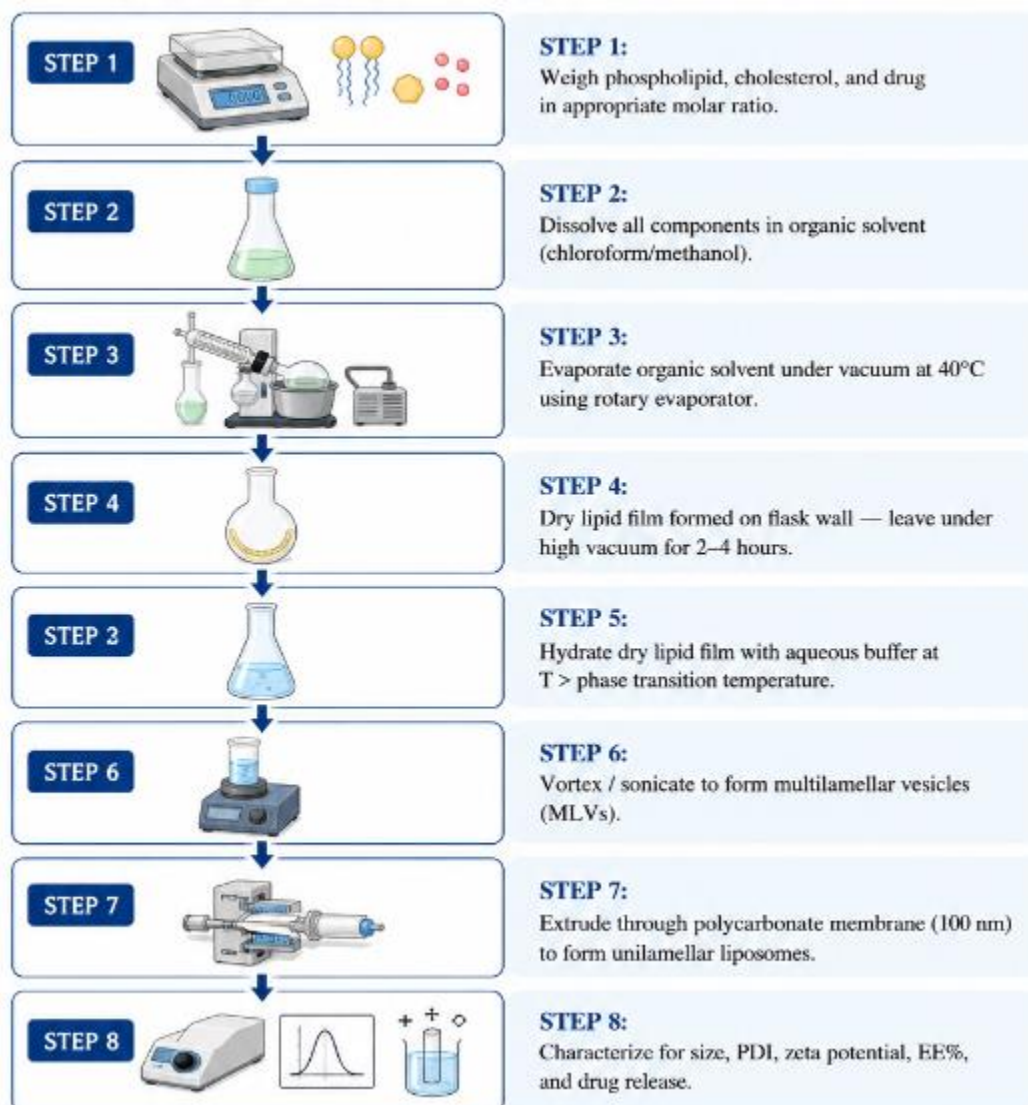 STEP 1
STEP 1:
Weigh phospholipid, cholesterol, and drug
in appropriate molar ratio.
STEP 2
STEP 2:
Dissolve all components in organic solvent
(chloroform/methanol).
STEP 3
STEP 3:
Evaporate organic solvent under vacuum at 40°C
using rotary evaporator.
STEP 4
STEP 4:
Dry lipid film formed on flask wall — leave under
high vacuum for 2–4 hours.
STEP 3
STEP 5:
Hydrate dry lipid film with aqueous buffer at
T > phase transition temperature.
STEP 6
STEP 6:
Vortex / sonicate to form multilamellar vesicles
(MLVs).
STEP 7
STEP 7:
Extrude through polycarbonate membrane (100 nm)
to form unilamellar liposomes.
STEP 8
STEP 8:
Characterize for size, PDI, zeta potential, EE%,
and drug release.